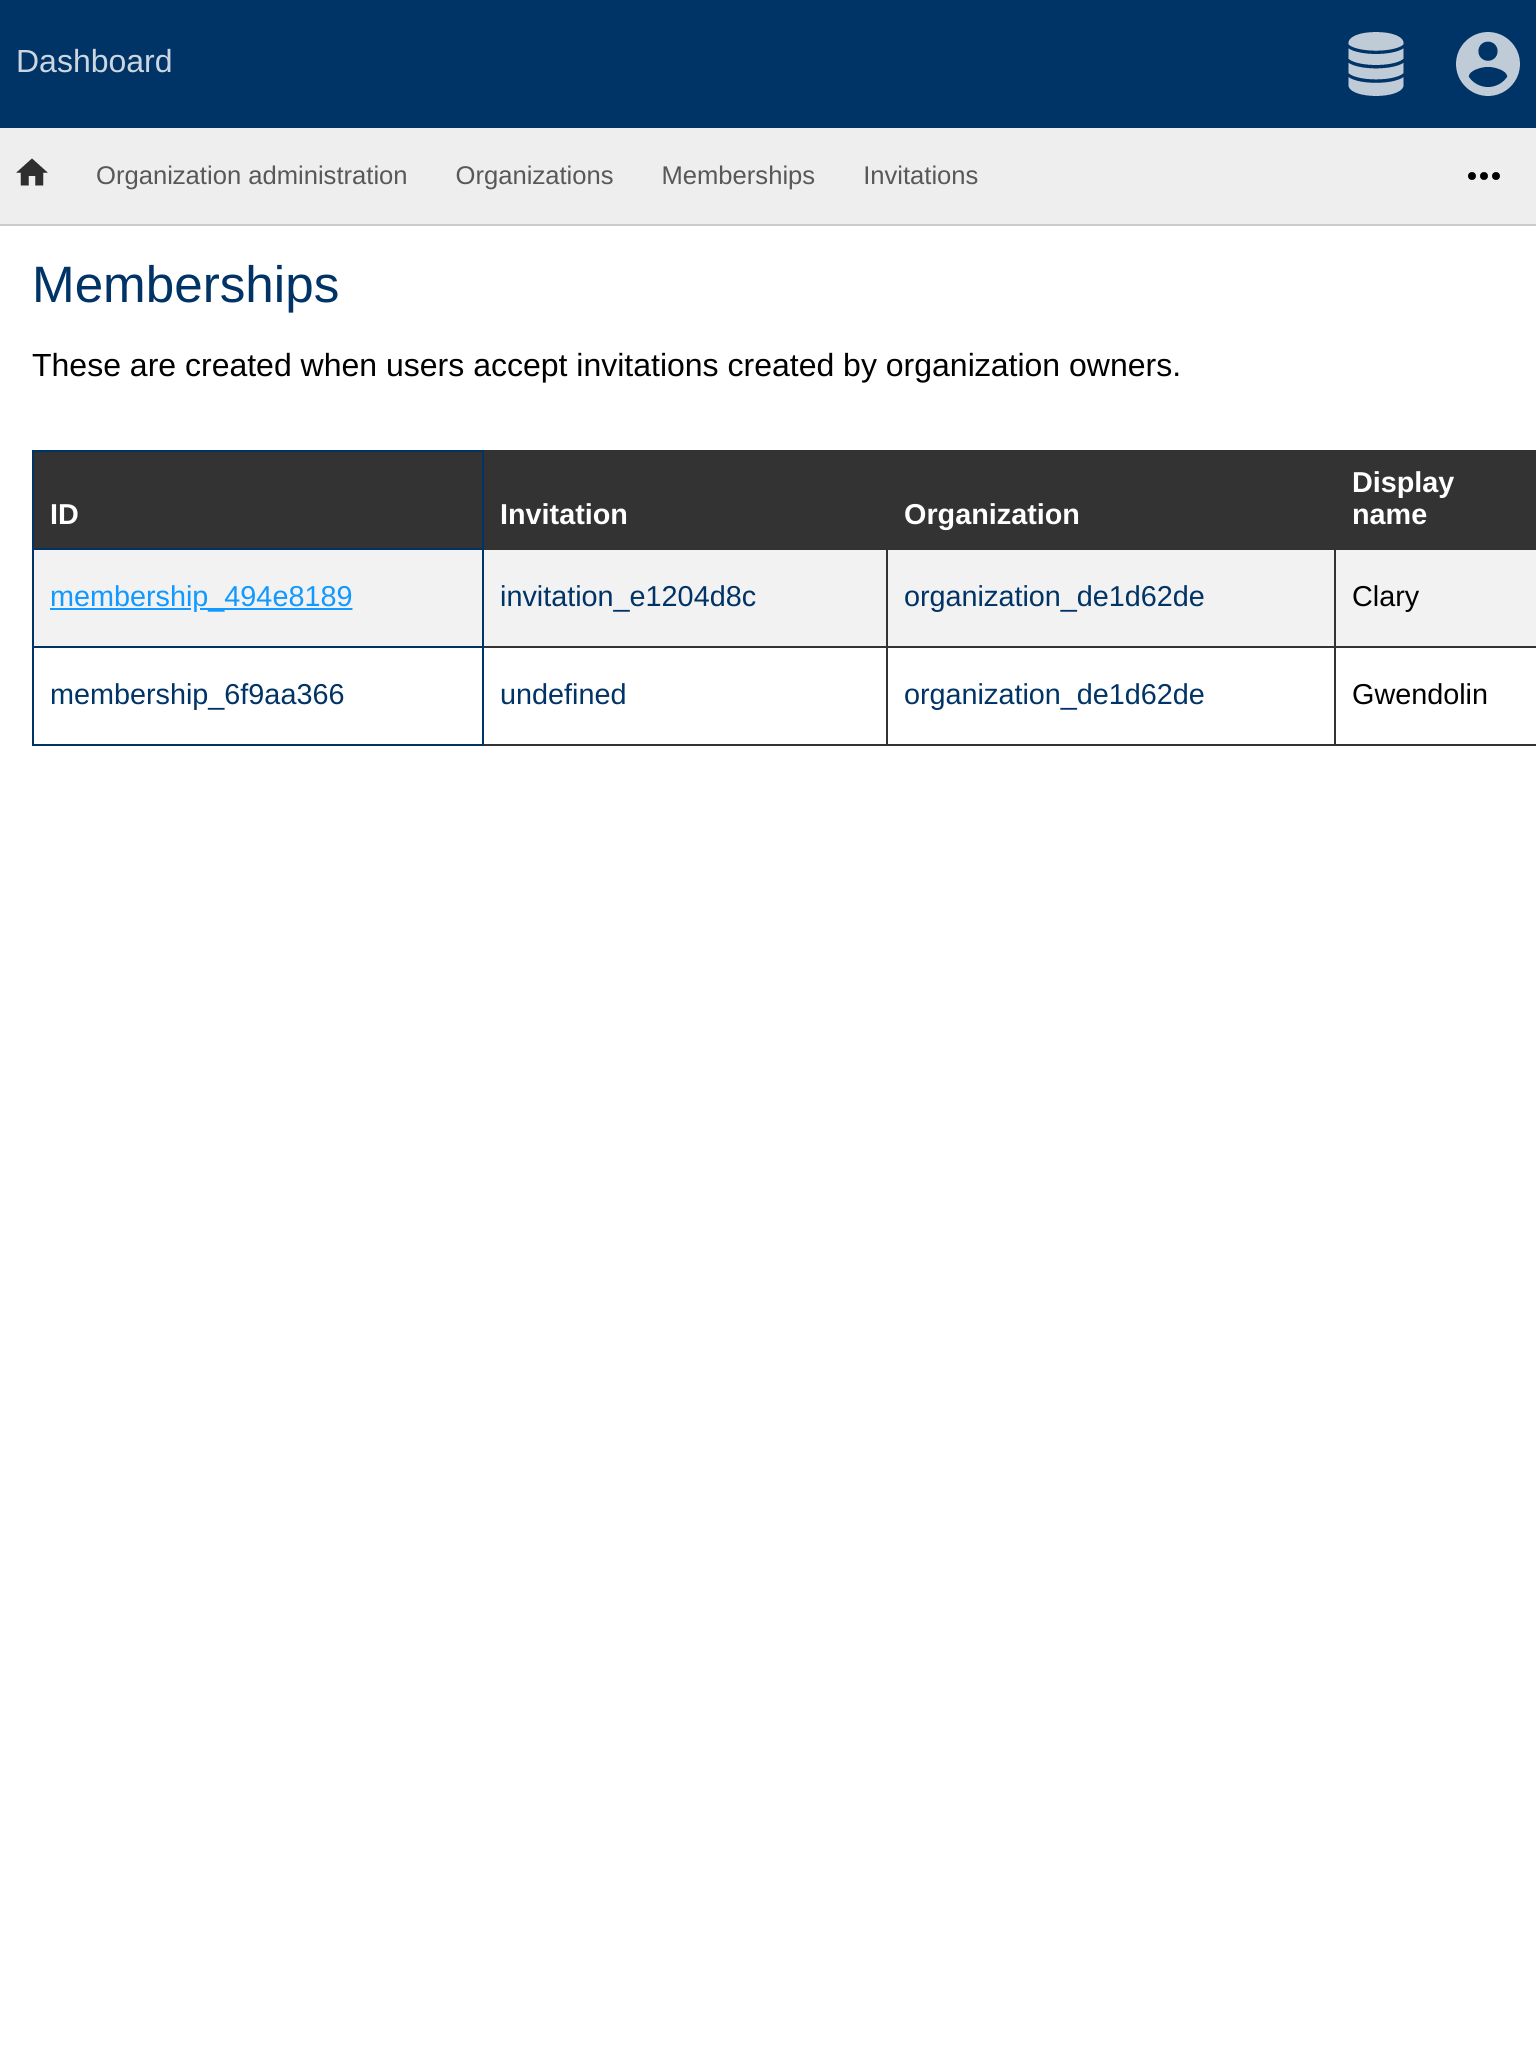 Dashboard
Organization administration Organizations Memberships Invitations
Memberships
These are created when users accept invitations created by organization owners.
ID Invitation Organization Display name
membership_494e8189 invitation_e1204d8c organization_de1d62de Clary
membership_6f9aa366 undefined organization_de1d62de Gwendolin